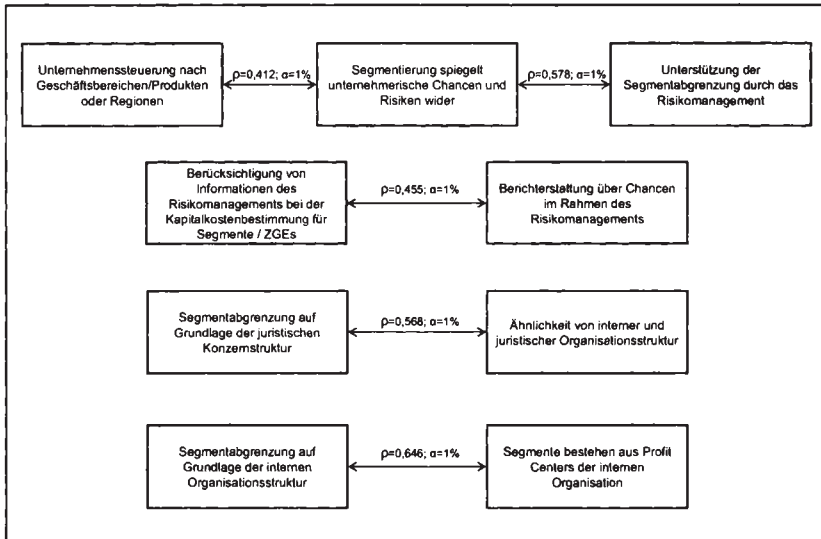 Unternehmenssteuerung nach
Geschäftsbereichen/Produkten
oder Regionen
ρ=0,412; α=1%
Segmentierung spiegelt
unternehmerische Chancen und
Risiken wider
ρ=0,578; α=1%
Unterstützung der
Segmentabgrenzung durch das
Risikomanagement
Berücksichtigung von
Informationen des
Risikomanagements bei der
Kapitalkostenbestimmung für
Segmente / ZGEs
ρ=0,455; α=1%
Berichterstattung über Chancen
im Rahmen des
Risikomanagements
Segmentabgrenzung auf
Grundlage der juristischen
Konzernstruktur
ρ=0,568; α=1%
Ähnlichkeit von interner und
juristischer Organisationsstruktur
Segmentabgrenzung auf
Grundlage der internen
Organisationsstruktur
ρ=0,646; α=1%
Segmente bestehen aus Profit
Centers der internen
Organisation